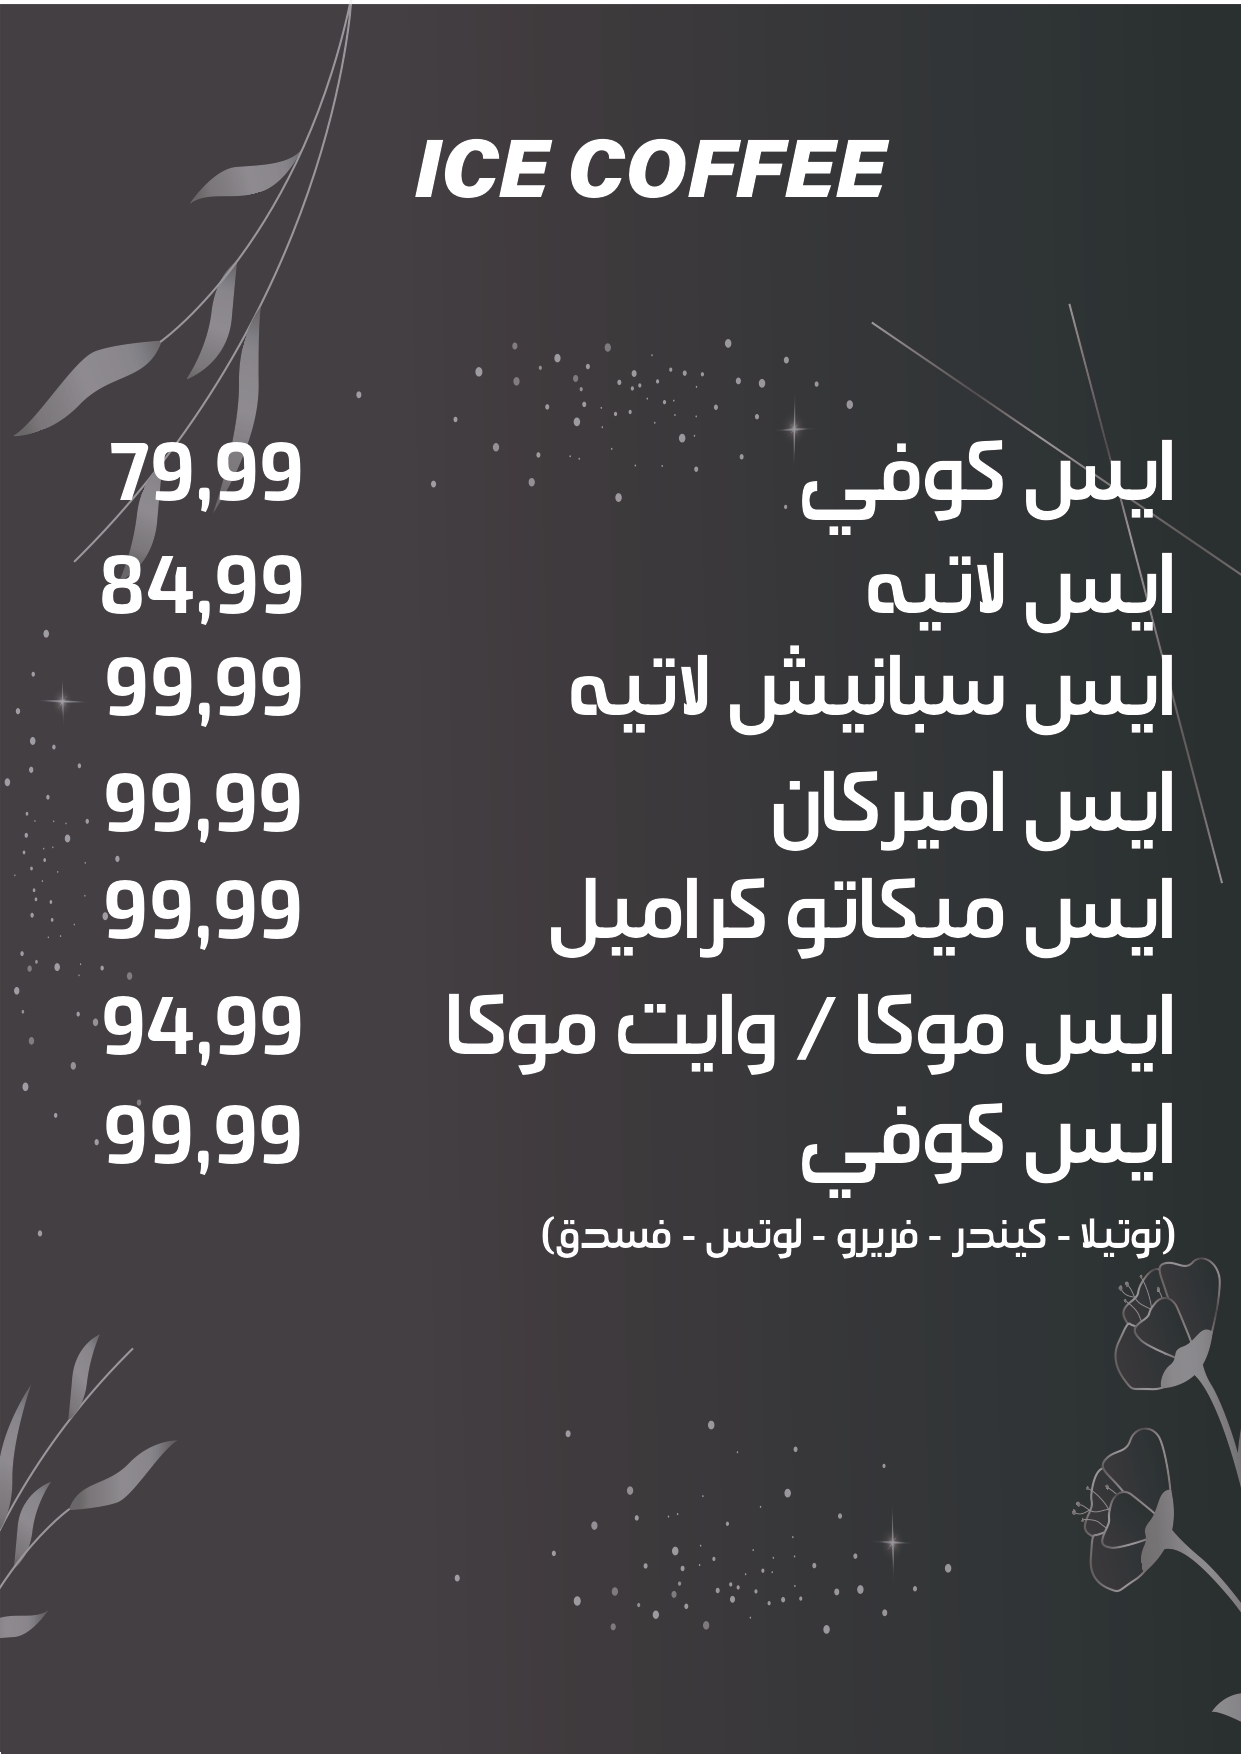 ICE COFFEE
ايس كوفي 79,99
ايس لاتيه 84,99
ايس سبانيش لاتيه 99,99
ايس اميركان 99,99
ايس ميكاتو كراميل 99,99
ايس موكا / وايت موكا 94,99
ايس كوفي 99,99
(نوتيلا - كيندر - فريرو - لوتس - فسدق)